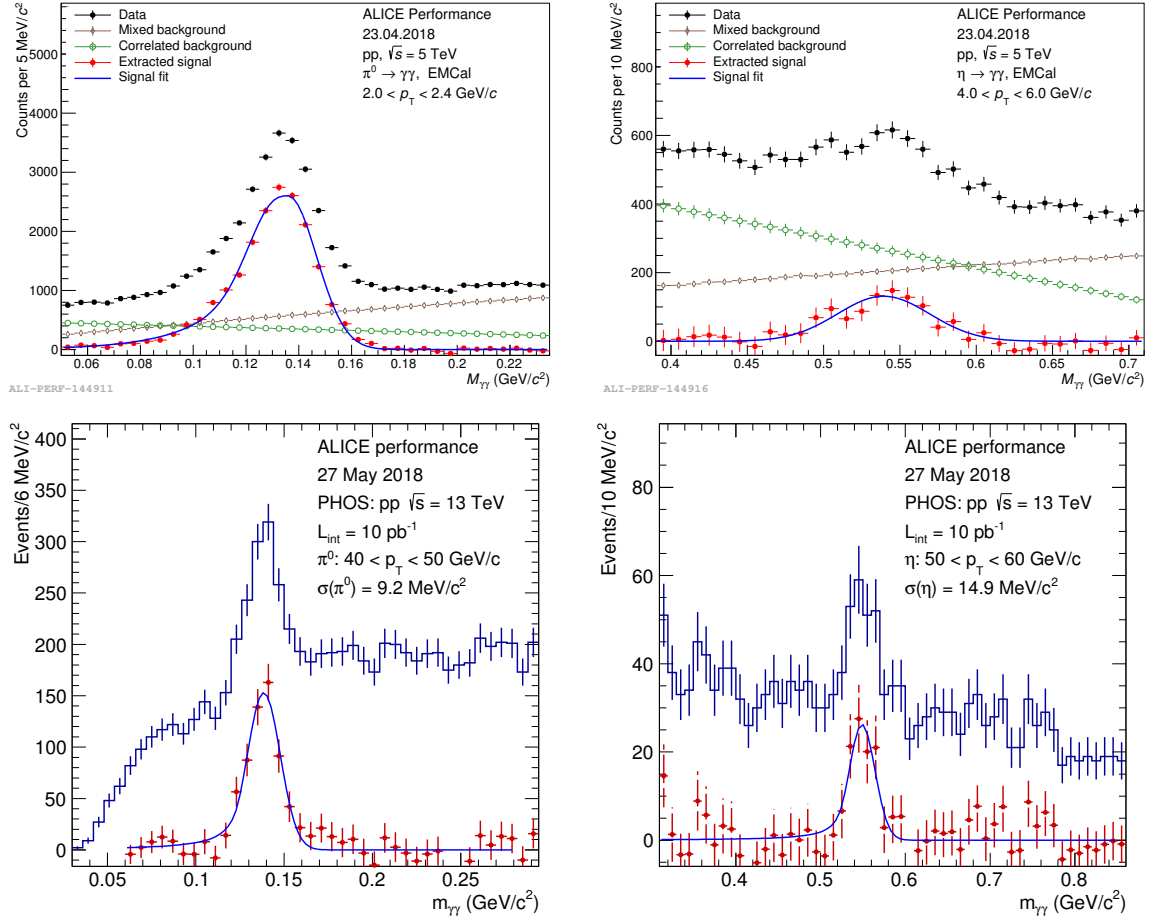 Counts per 5 MeV/c²
5000
4000
3000
2000
1000
0
Data
Mixed background
Correlated background
Extracted signal
Signal fit
ALICE Performance
23.04.2018
pp, √s = 5 TeV
π⁰ → γγ, EMCal
2.0 < p_T < 2.4 GeV/c
0.06 0.08 0.1 0.12 0.14 0.16 0.18 0.2 0.22
M_γγ (GeV/c²)
ALI-PERF-144911
Counts per 10 MeV/c²
800
600
400
200
0
Data
Mixed background
Correlated background
Extracted signal
Signal fit
ALICE Performance
23.04.2018
pp, √s = 5 TeV
η → γγ, EMCal
4.0 < p_T < 6.0 GeV/c
0.4 0.45 0.5 0.55 0.6 0.65 0.7
M_γγ (GeV/c²)
ALI-PERF-144916
Events/6 MeV/c²
400
350
300
250
200
150
100
50
0
ALICE performance
27 May 2018
PHOS: pp √s = 13 TeV
L_int = 10 pb⁻¹
π⁰: 40 < p_T < 50 GeV/c
σ(π⁰) = 9.2 MeV/c²
0.05 0.1 0.15 0.2 0.25
m_γγ (GeV/c²)
Events/10 MeV/c²
80
60
40
20
0
ALICE performance
27 May 2018
PHOS: pp √s = 13 TeV
L_int = 10 pb⁻¹
η: 50 < p_T < 60 GeV/c
σ(η) = 14.9 MeV/c²
0.4 0.5 0.6 0.7 0.8
m_γγ (GeV/c²)